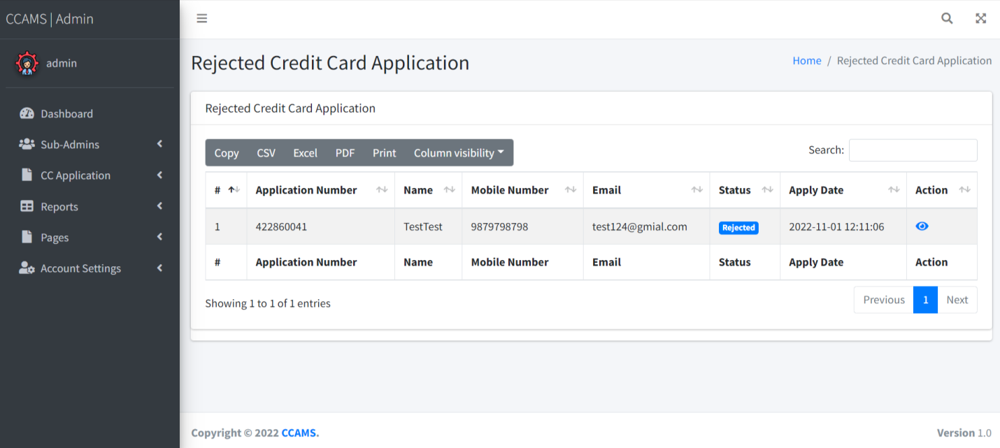 CCAMS | Admin
admin
Dashboard
Sub-Admins
CC Application
Reports
Pages
Account Settings
Rejected Credit Card Application
Home / Rejected Credit Card Application
Rejected Credit Card Application
Copy CSV Excel PDF Print Column visibility
Search:
# Application Number Name Mobile Number Email Status Apply Date Action
1 422860041 TestTest 9879798798 test124@gmial.com Rejected 2022-11-01 12:11:06
# Application Number Name Mobile Number Email Status Apply Date Action
Showing 1 to 1 of 1 entries
Previous 1 Next
Copyright © 2022 CCAMS.
Version 1.0